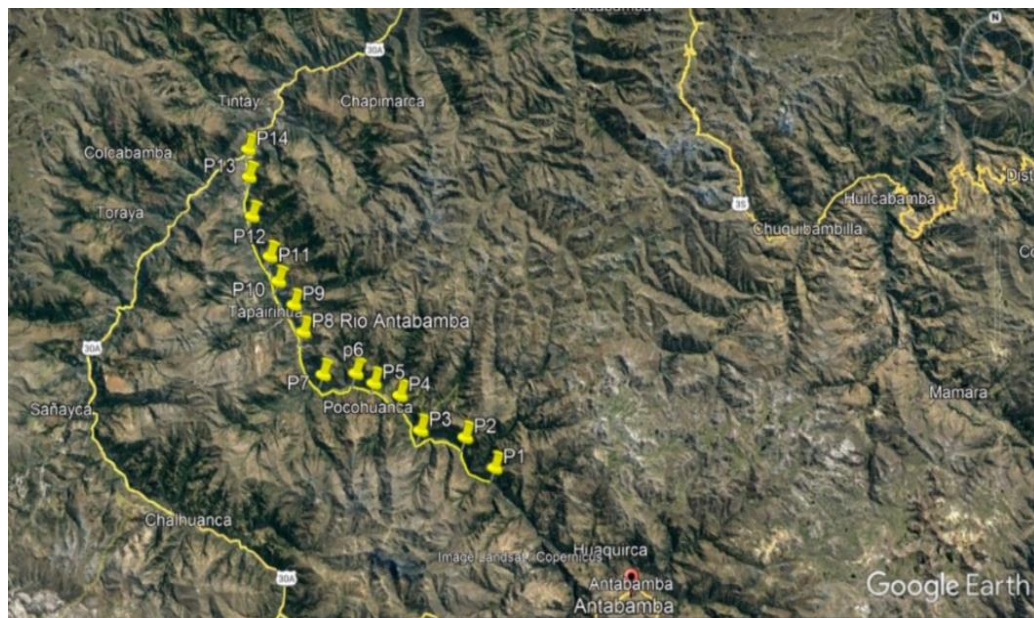 N
30A
Tintay
Chapimarca
P14
Colcabamba
P13
35
Huilcabamba
Toraya
Chuquibambilla
P12
P11
P10
P9
Tapairihua
P8 Rio Antabamba
30A
p6
P5
P7
P4
Mamara
Sañayca
Pocohuanca
P3
P2
P1
Chalhuanca
Image Landsat / Copernicus
Huaquirca
30A
Antabamba
Google Earth
Antabamba